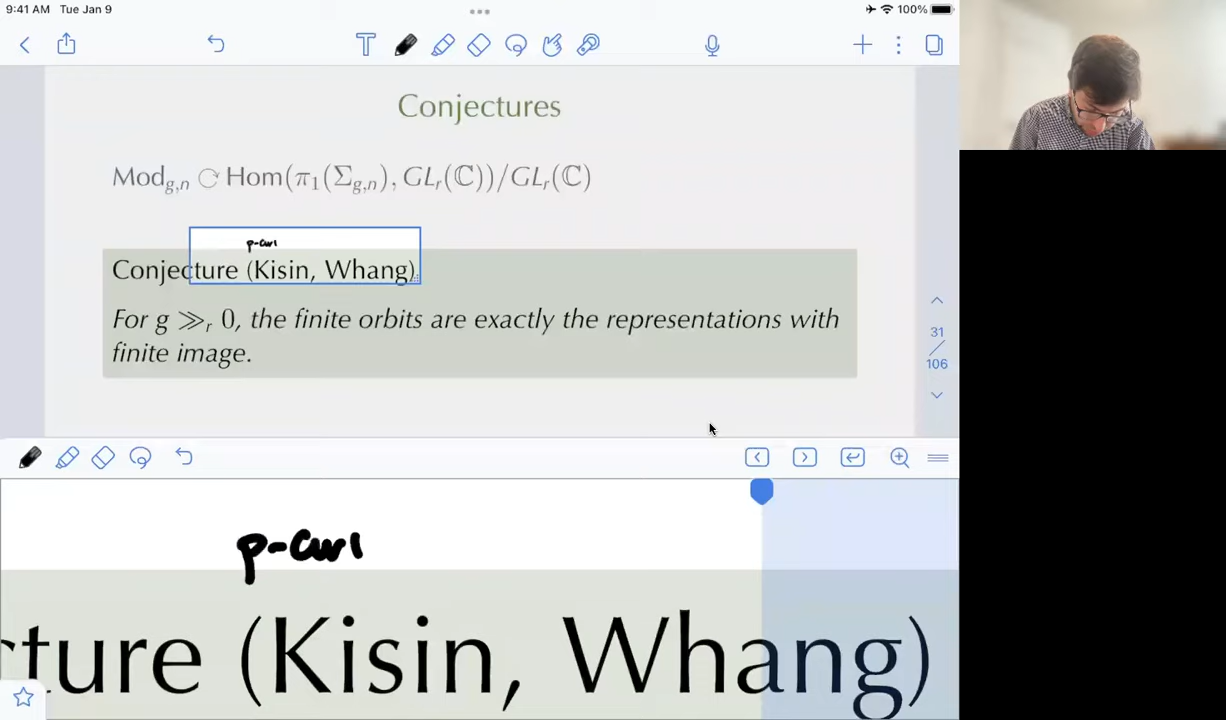 9:41 AM Tue Jan 9
100%
Conjectures
Mod_{g,n} ⟳ Hom(π₁(Σ_{g,n}), GL_r(ℂ))/GL_r(ℂ)
p-curl
Conjecture (Kisin, Whang).
For g ≫_r 0, the finite orbits are exactly the representations with
finite image.
31
106
p-curl
cture (Kisin, Whang)